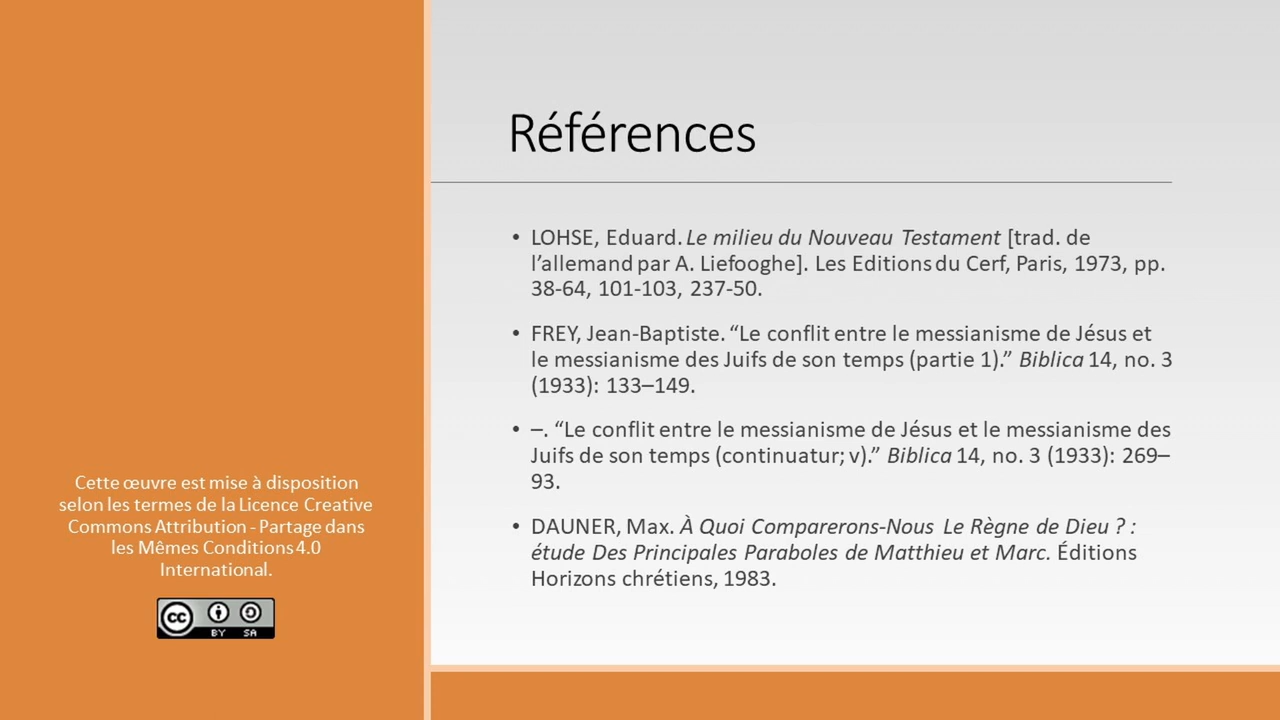 Références
• LOHSE, Eduard. Le milieu du Nouveau Testament [trad. de
l’allemand par A. Liefooghe]. Les Editions du Cerf, Paris, 1973, pp.
38-64, 101-103, 237-50.
• FREY, Jean-Baptiste. “Le conflit entre le messianisme de Jésus et
le messianisme des Juifs de son temps (partie 1).” Biblica 14, no. 3
(1933): 133–149.
• –. “Le conflit entre le messianisme de Jésus et le messianisme des
Juifs de son temps (continuatur; v).” Biblica 14, no. 3 (1933): 269–
93.
• DAUNER, Max. À Quoi Comparerons-Nous Le Règne de Dieu ? :
étude Des Principales Paraboles de Matthieu et Marc. Éditions
Horizons chrétiens, 1983.
Cette œuvre est mise à disposition
selon les termes de la Licence Creative
Commons Attribution - Partage dans
les Mêmes Conditions 4.0
International.
cc BY SA